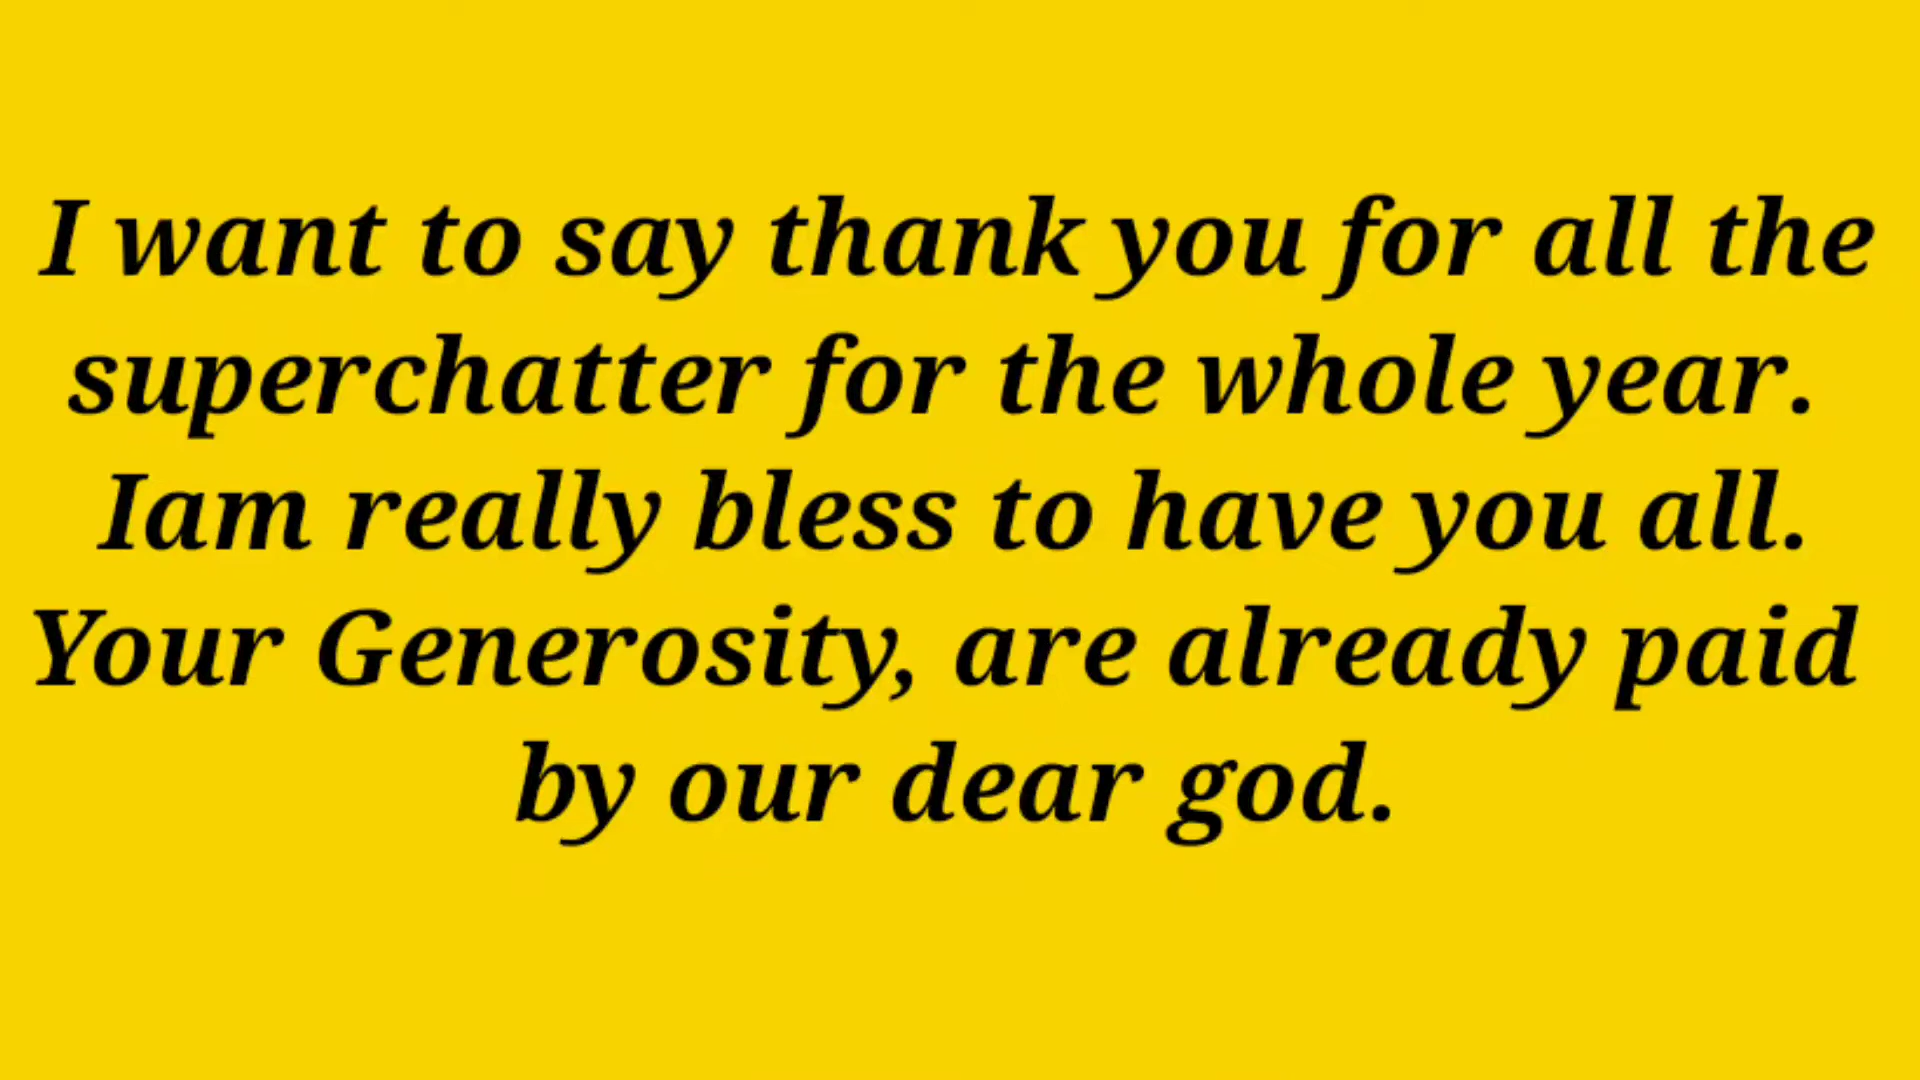 I want to say thank you for all the
superchatter for the whole year.
Iam really bless to have you all.
Your Generosity, are already paid
by our dear god.